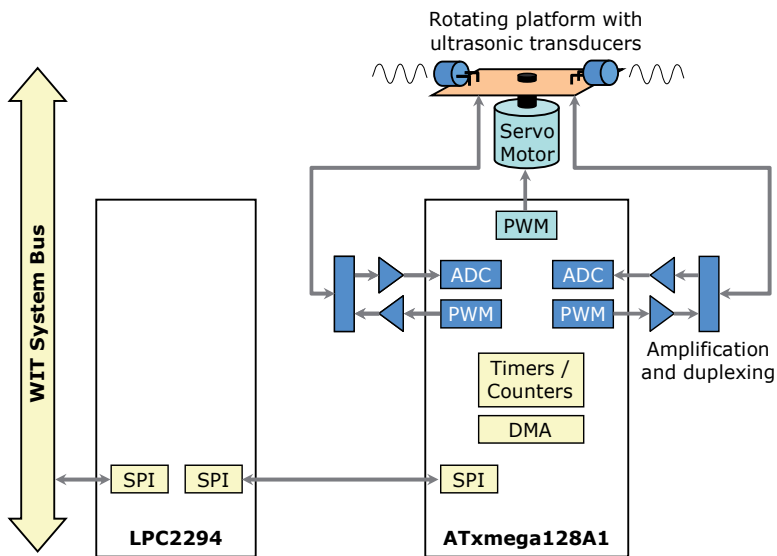 Rotating platform with
ultrasonic transducers
Servo
Motor
PWM
ADC
ADC
PWM
PWM
Amplification
and duplexing
Timers /
Counters
DMA
WIT System Bus
SPI
SPI
SPI
LPC2294
ATxmega128A1